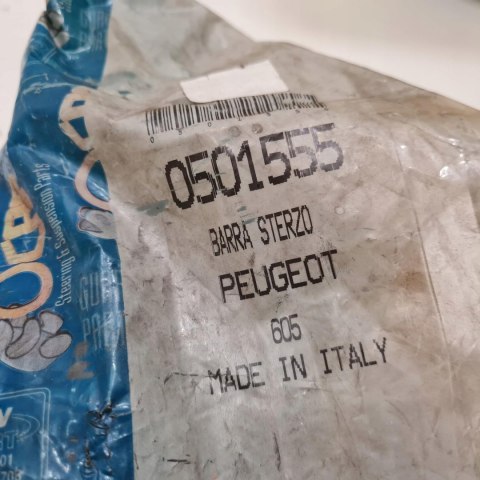 0501555
BARRA STERZO
PEUGEOT
605
MADE IN ITALY
Steering & Suspension Parts